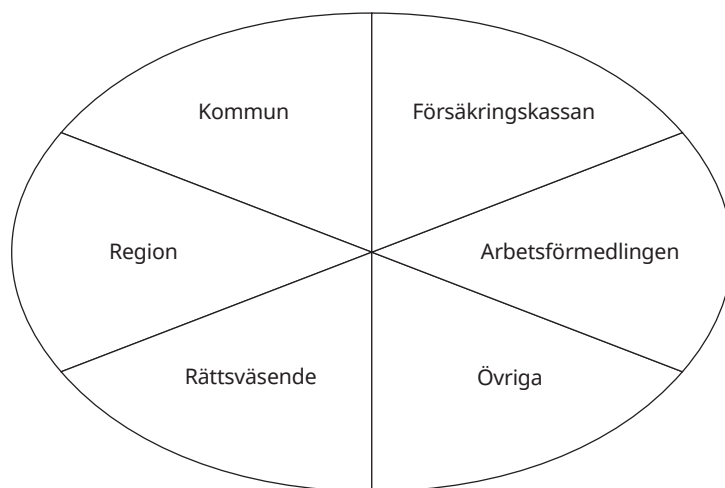 Kommun
Försäkringskassan
Region
Arbetsförmedlingen
Rättsväsende
Övriga